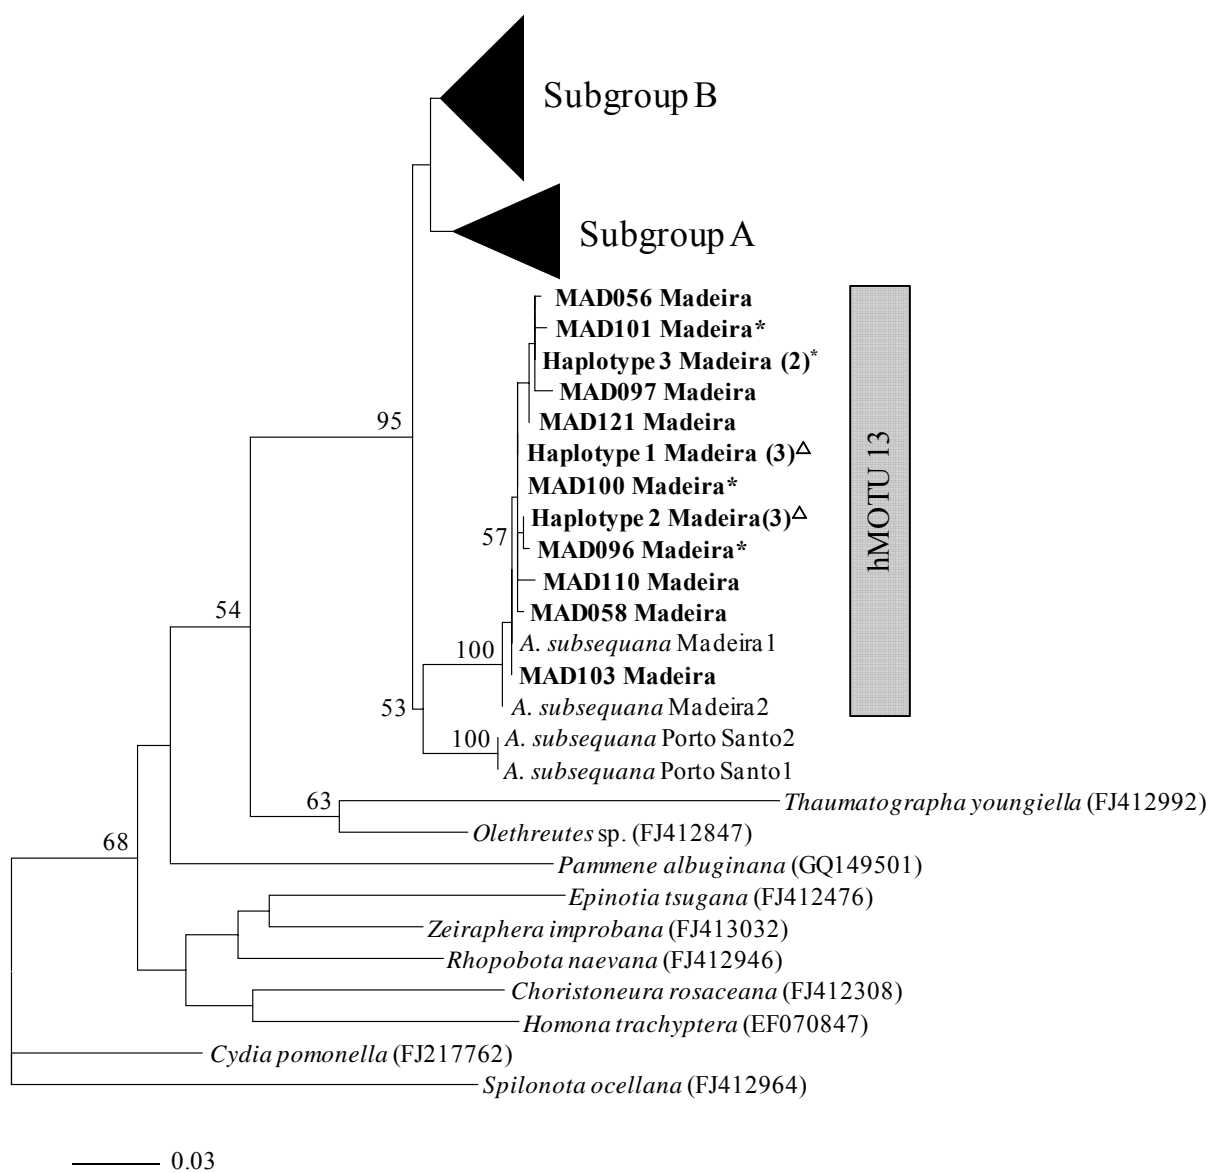 Subgroup B
Subgroup A
MAD056 Madeira
MAD101 Madeira*
Haplotype 3 Madeira (2)*
MAD097 Madeira
MAD121 Madeira
95
Haplotype 1 Madeira (3)△
MAD100 Madeira*
Haplotype 2 Madeira(3)△
57
MAD096 Madeira*
MAD110 Madeira
MAD058 Madeira
54
A. subsequana Madeira1
100
MAD103 Madeira
A. subsequana Madeira2
53
A. subsequana Porto Santo2
100
A. subsequana Porto Santo1
hMOTU 13
Thaumatographa youngiella (FJ412992)
63
Olethreutes sp. (FJ412847)
68
Pammene albuginana (GQ149501)
Epinotia tsugana (FJ412476)
Zeiraphera improbana (FJ413032)
Rhopobota naevana (FJ412946)
Choristoneura rosaceana (FJ412308)
Homona trachyptera (EF070847)
Cydia pomonella (FJ217762)
Spilonota ocellana (FJ412964)
0.03